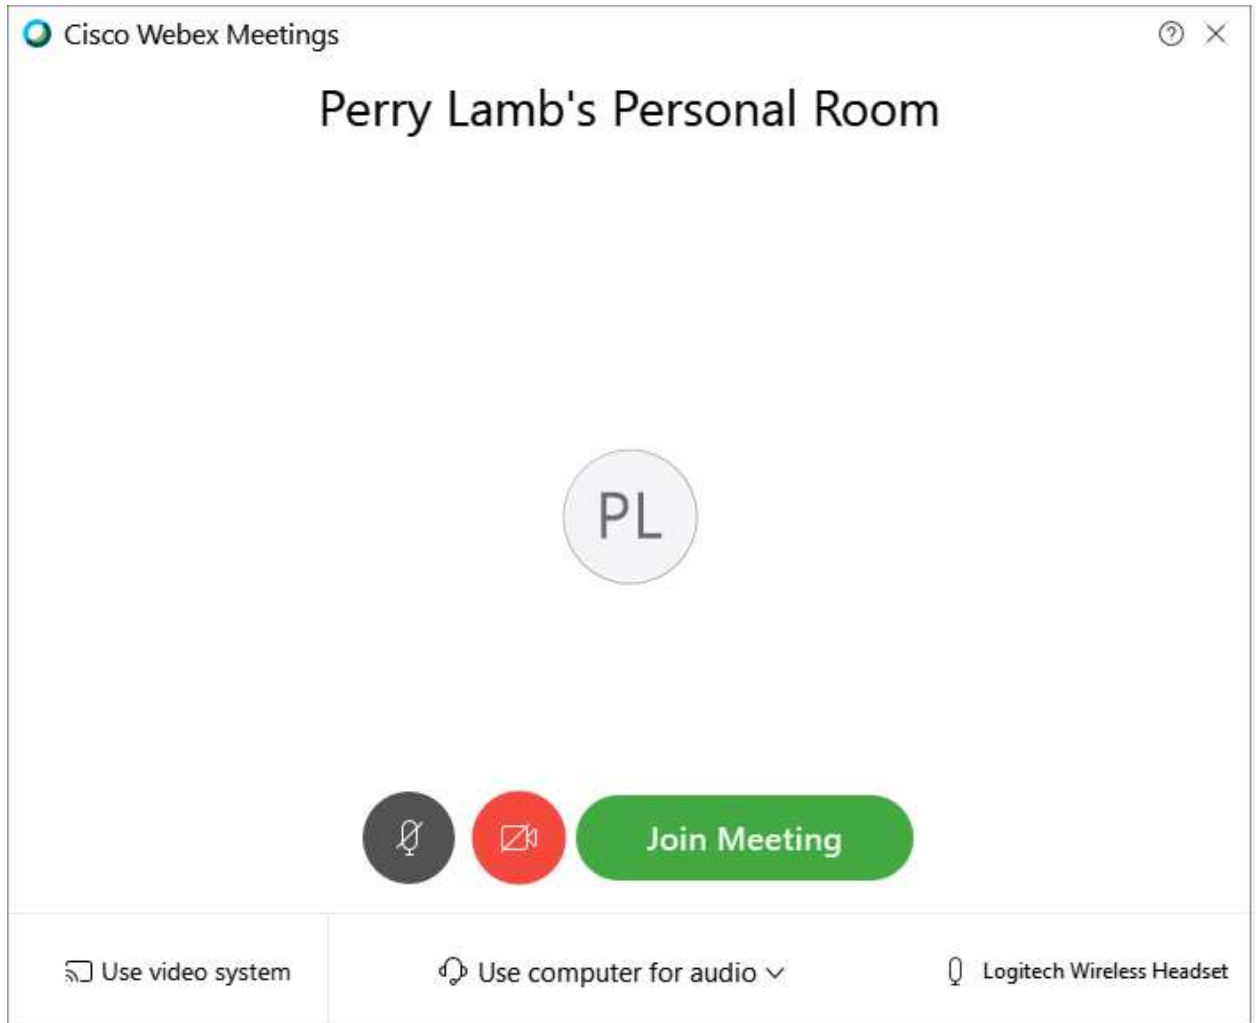 Cisco Webex Meetings
Perry Lamb's Personal Room
PL
Join Meeting
Use video system
Use computer for audio
Logitech Wireless Headset